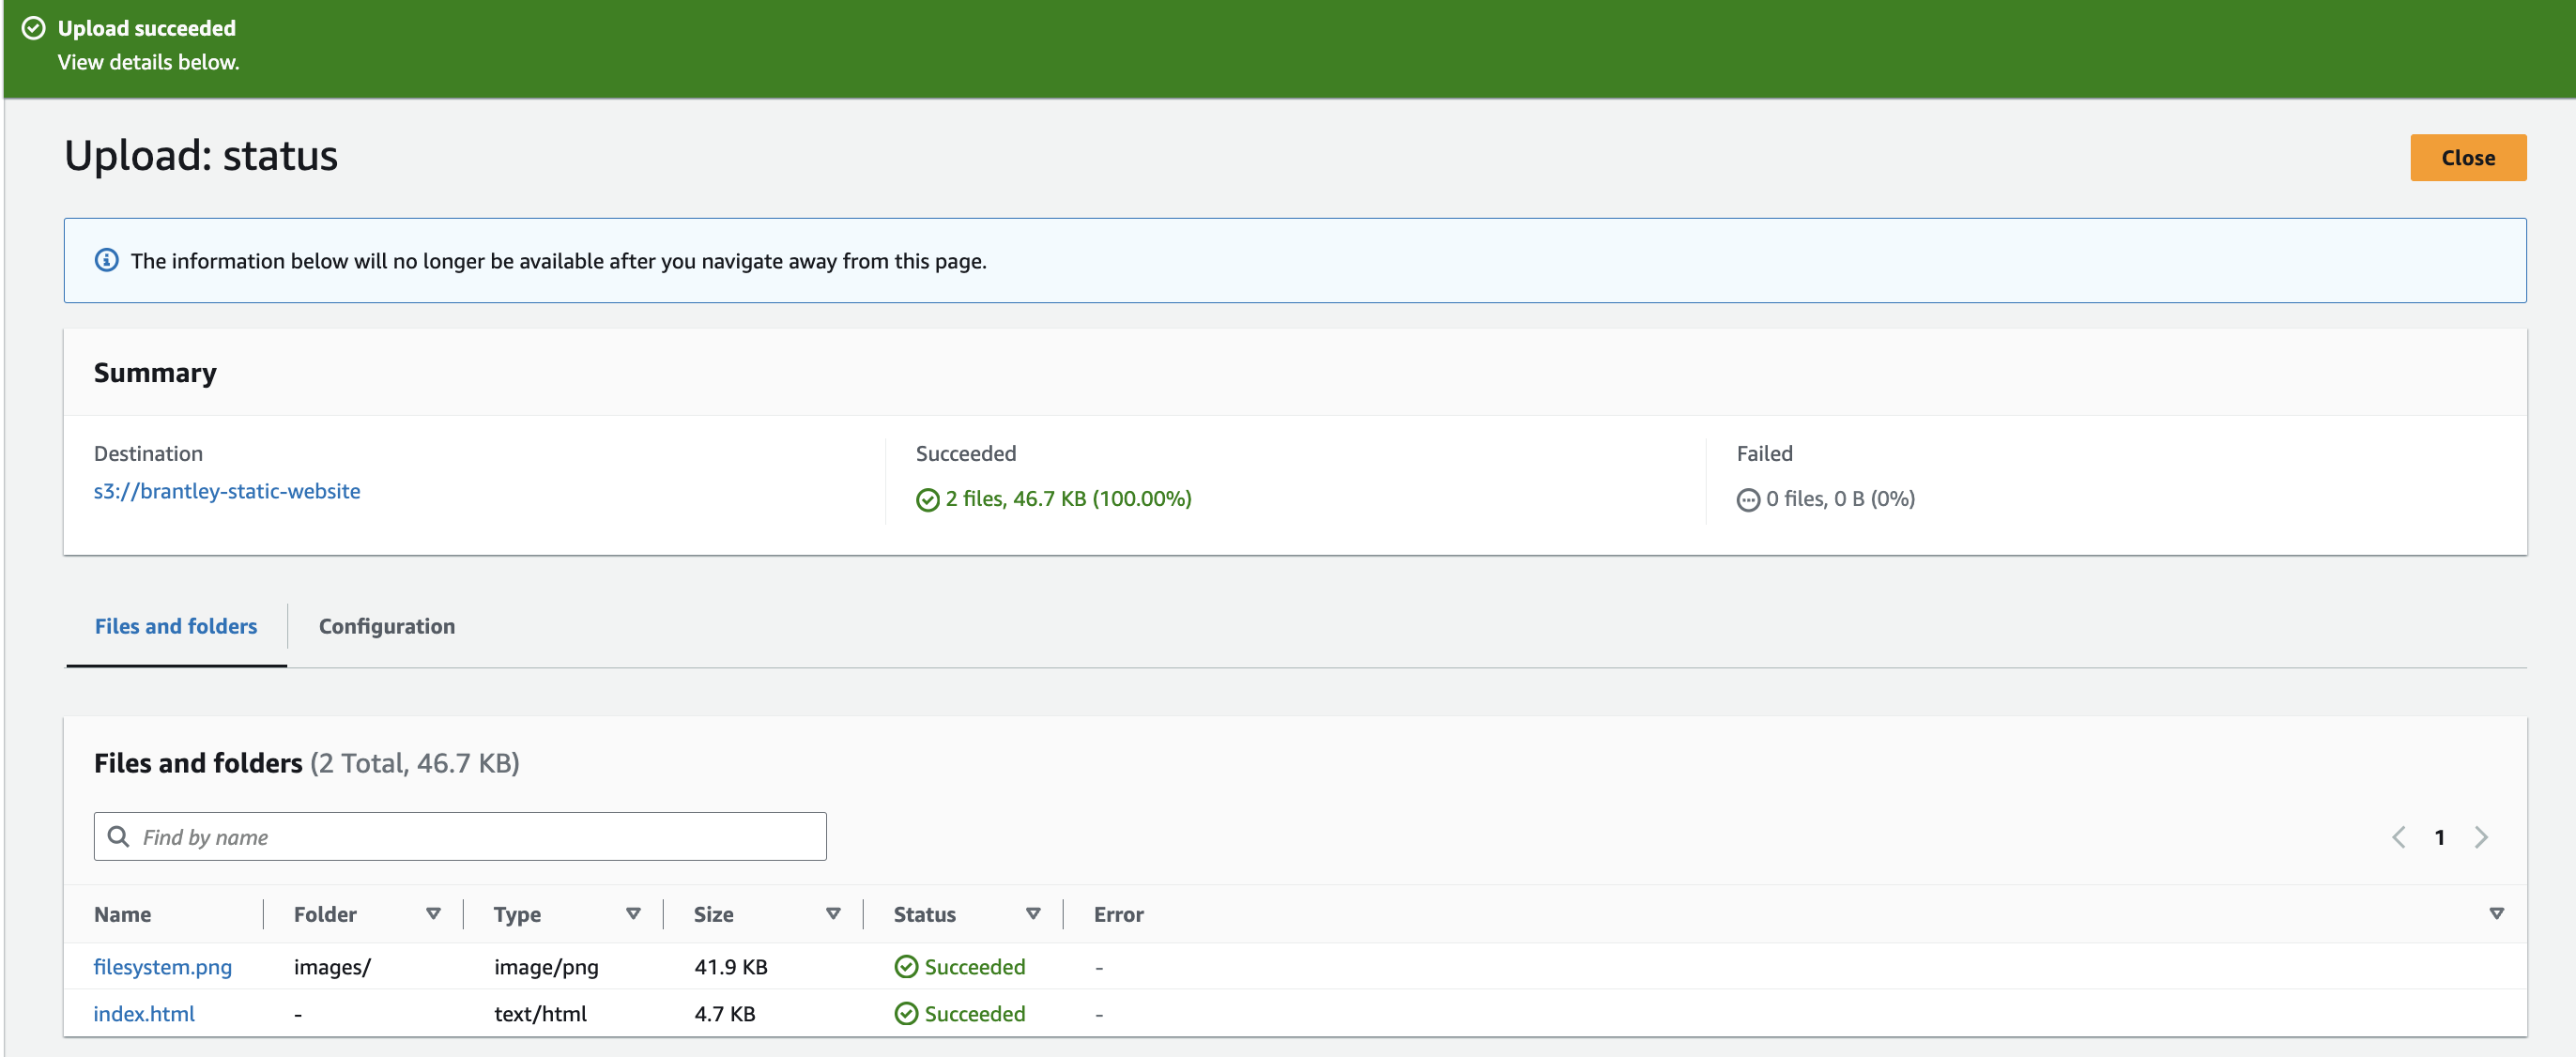 Upload succeeded
View details below.
Upload: status
Close
The information below will no longer be available after you navigate away from this page.
Summary
Destination
s3://brantley-static-website
Succeeded
2 files, 46.7 KB (100.00%)
Failed
0 files, 0 B (0%)
Files and folders
Configuration
Files and folders (2 Total, 46.7 KB)
Find by name
1
Name Folder Type Size Status Error
filesystem.png images/ image/png 41.9 KB Succeeded -
index.html - text/html 4.7 KB Succeeded -